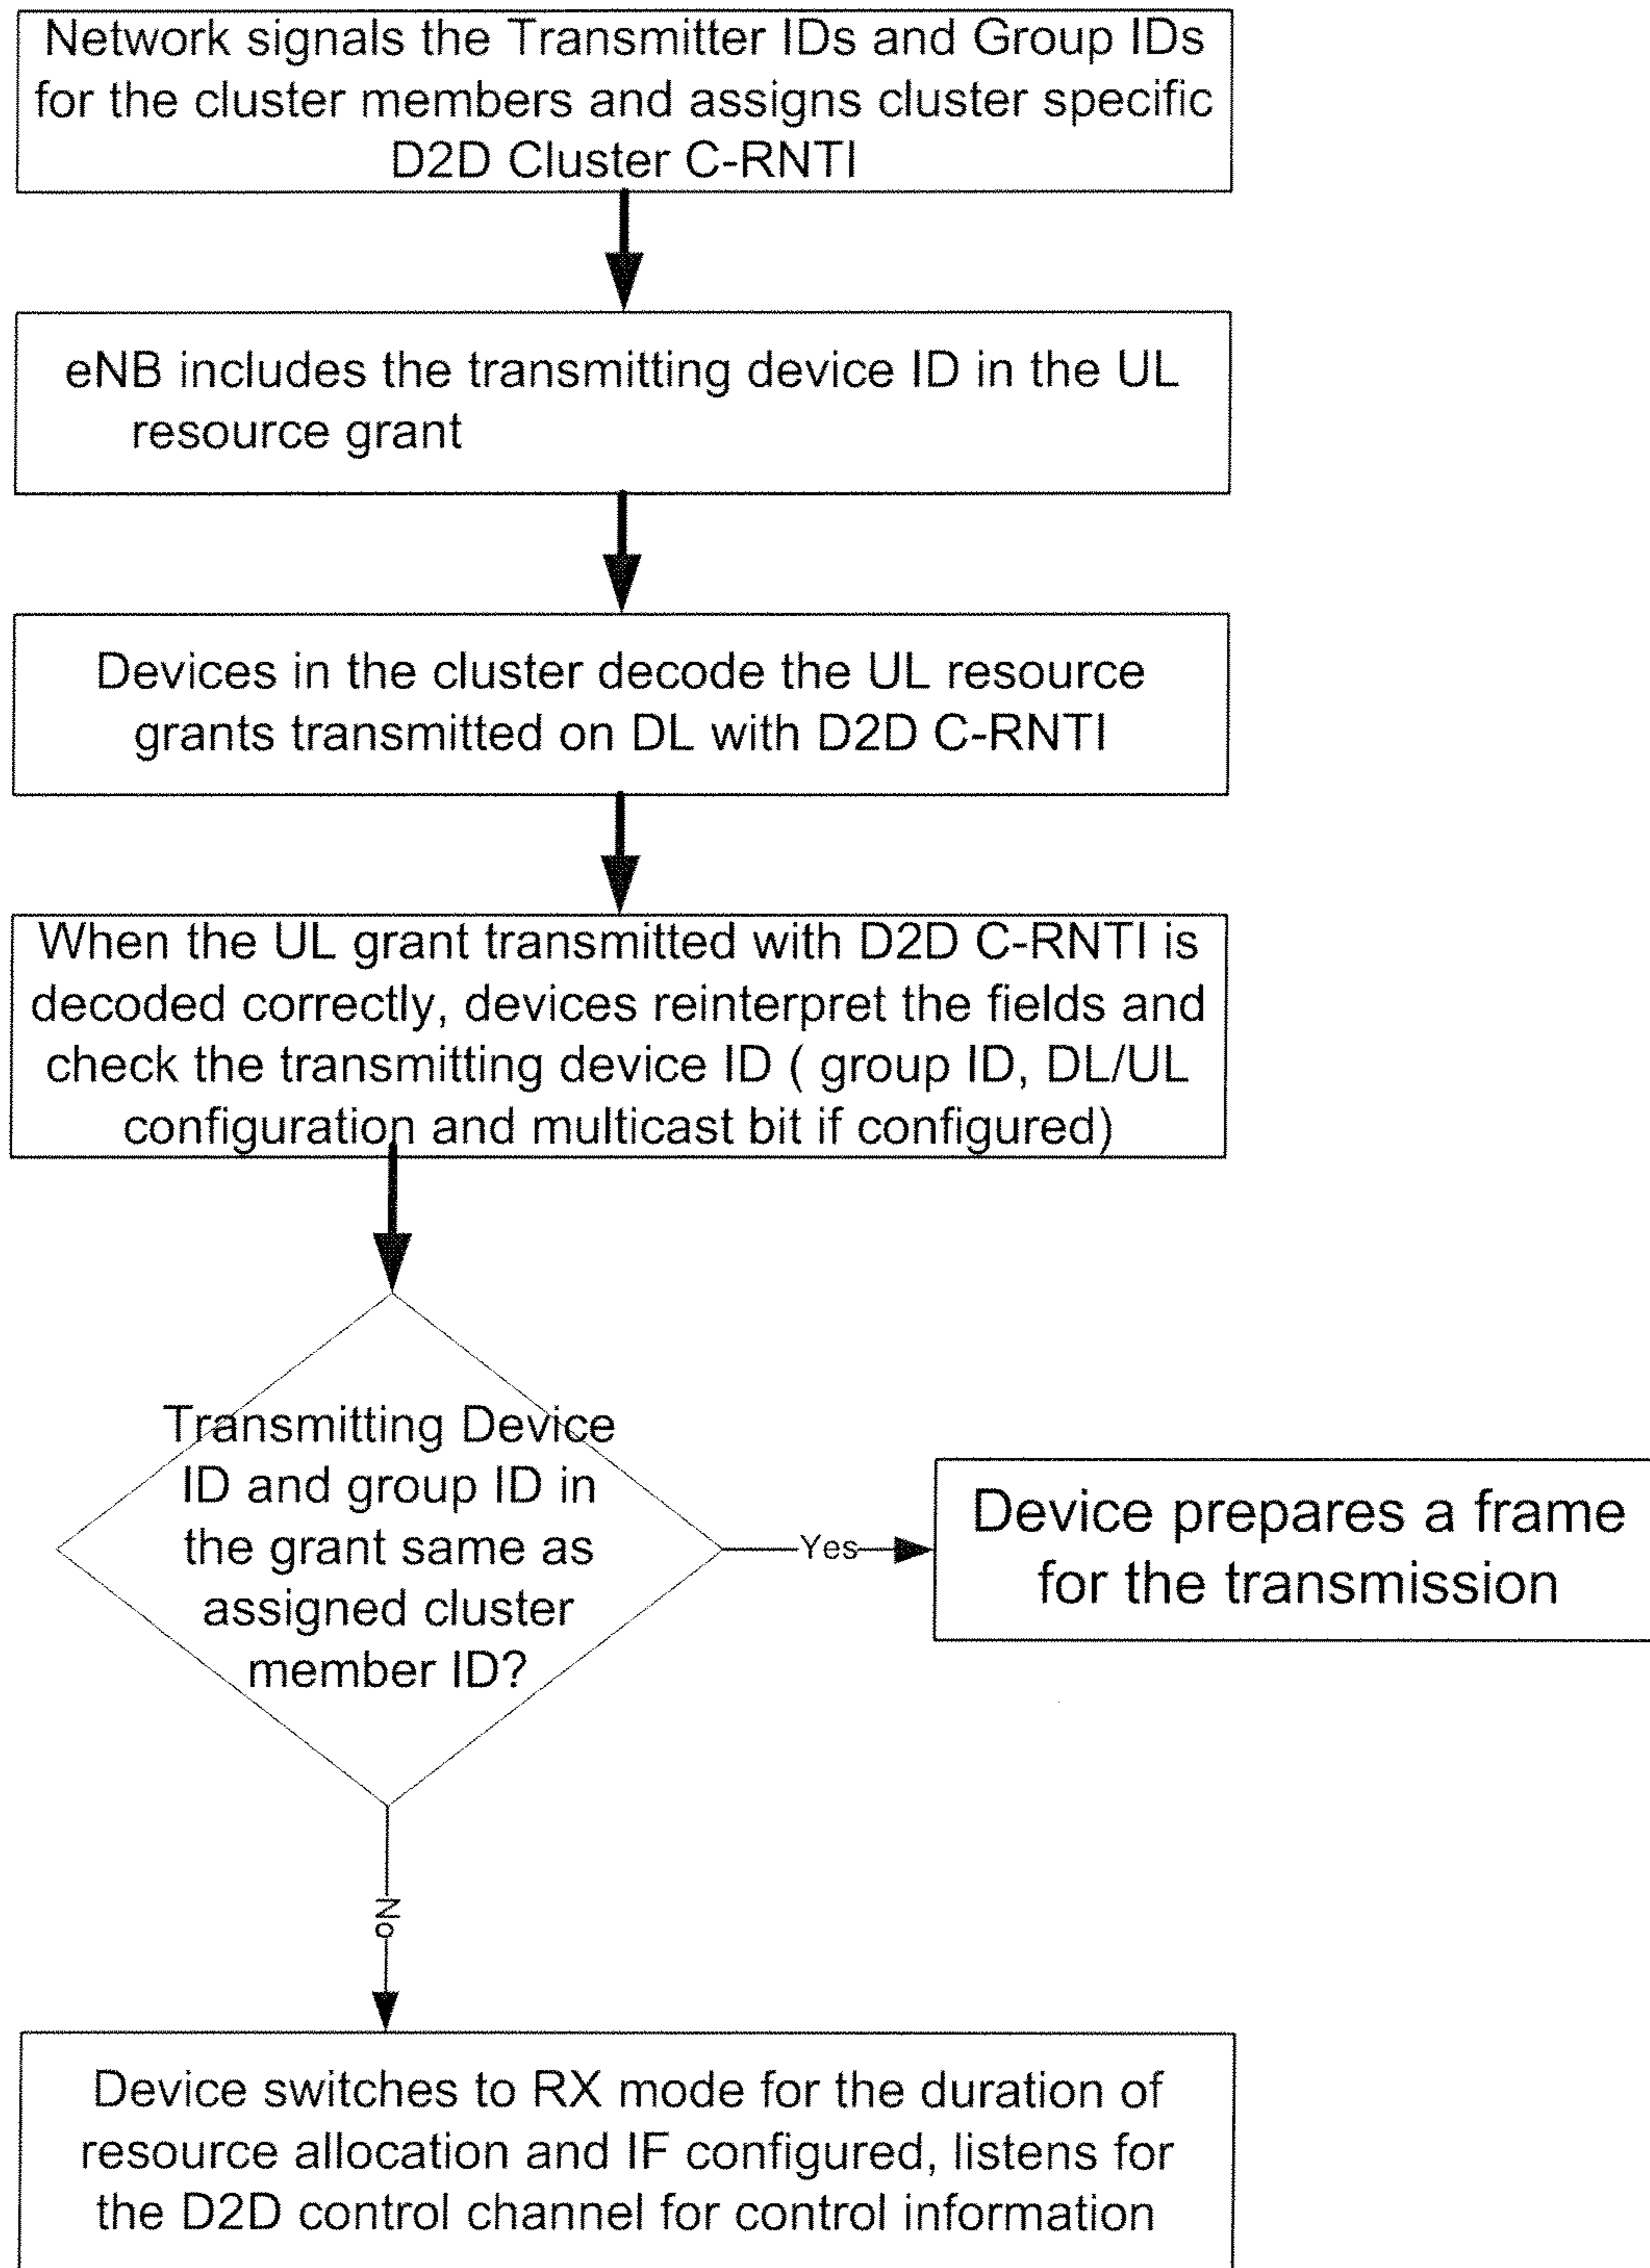 Network signals the Transmitter IDs and Group IDs
for the cluster members and assigns cluster specific
D2D Cluster C-RNTI
eNB includes the transmitting device ID in the UL
resource grant
Devices in the cluster decode the UL resource
grants transmitted on DL with D2D C-RNTI
When the UL grant transmitted with D2D C-RNTI is
decoded correctly, devices reinterpret the fields and
check the transmitting device ID ( group ID, DL/UL
configuration and multicast bit if configured)
Transmitting Device
ID and group ID in
the grant same as
assigned cluster
member ID?
Yes
Device prepares a frame
for the transmission
No
Device switches to RX mode for the duration of
resource allocation and IF configured, listens for
the D2D control channel for control information